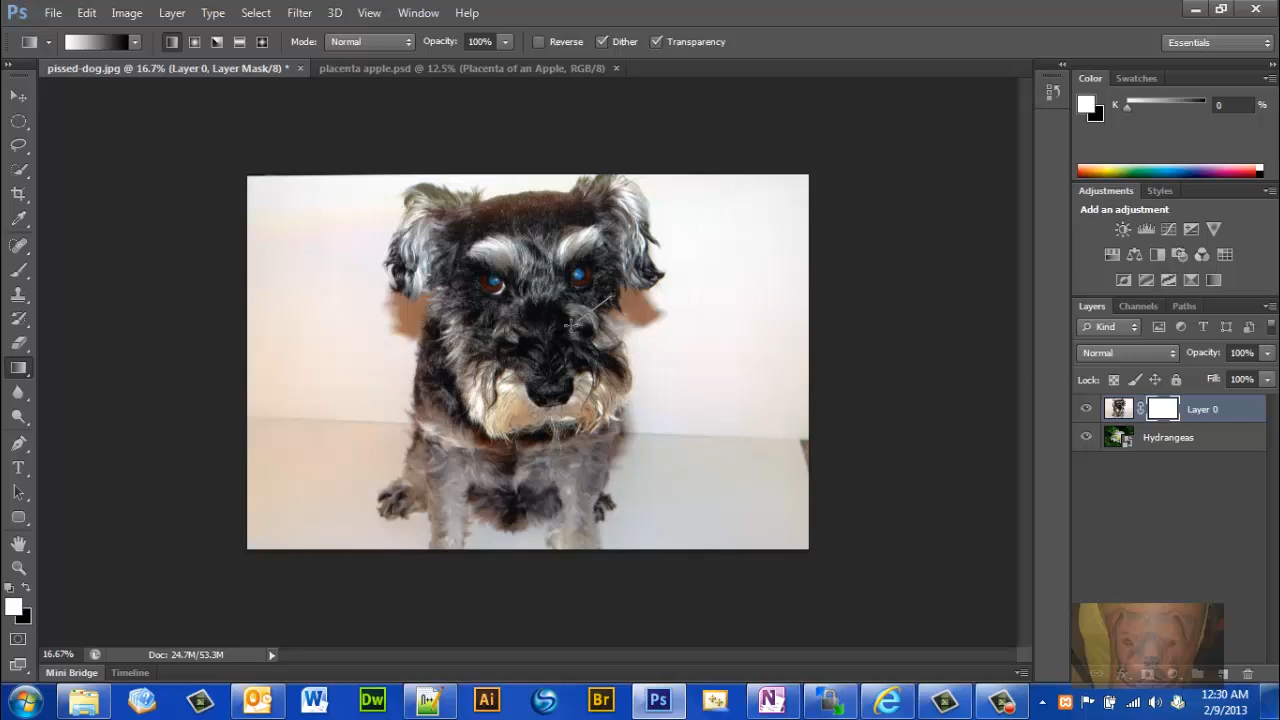 Ps File Edit Image Layer Type Select Filter 3D View Window Help
Mode: Normal Opacity: 100% Reverse Dither Transparency Essentials
pissed-dog.jpg @ 16.7% (Layer 0, Layer Mask/8) * × placenta apple.psd @ 12.5% (Placenta of an Apple, RGB/8) ×
Color Swatches
K 0 %
Adjustments Styles
Add an adjustment
Layers Channels Paths
Kind
Normal Opacity: 100%
Lock: Fill: 100%
Layer 0
Hydrangeas
16.67% Doc: 24.7M/53.3M
Mini Bridge Timeline
W Dw Ai Br Ps N
12:30 AM
2/9/2013